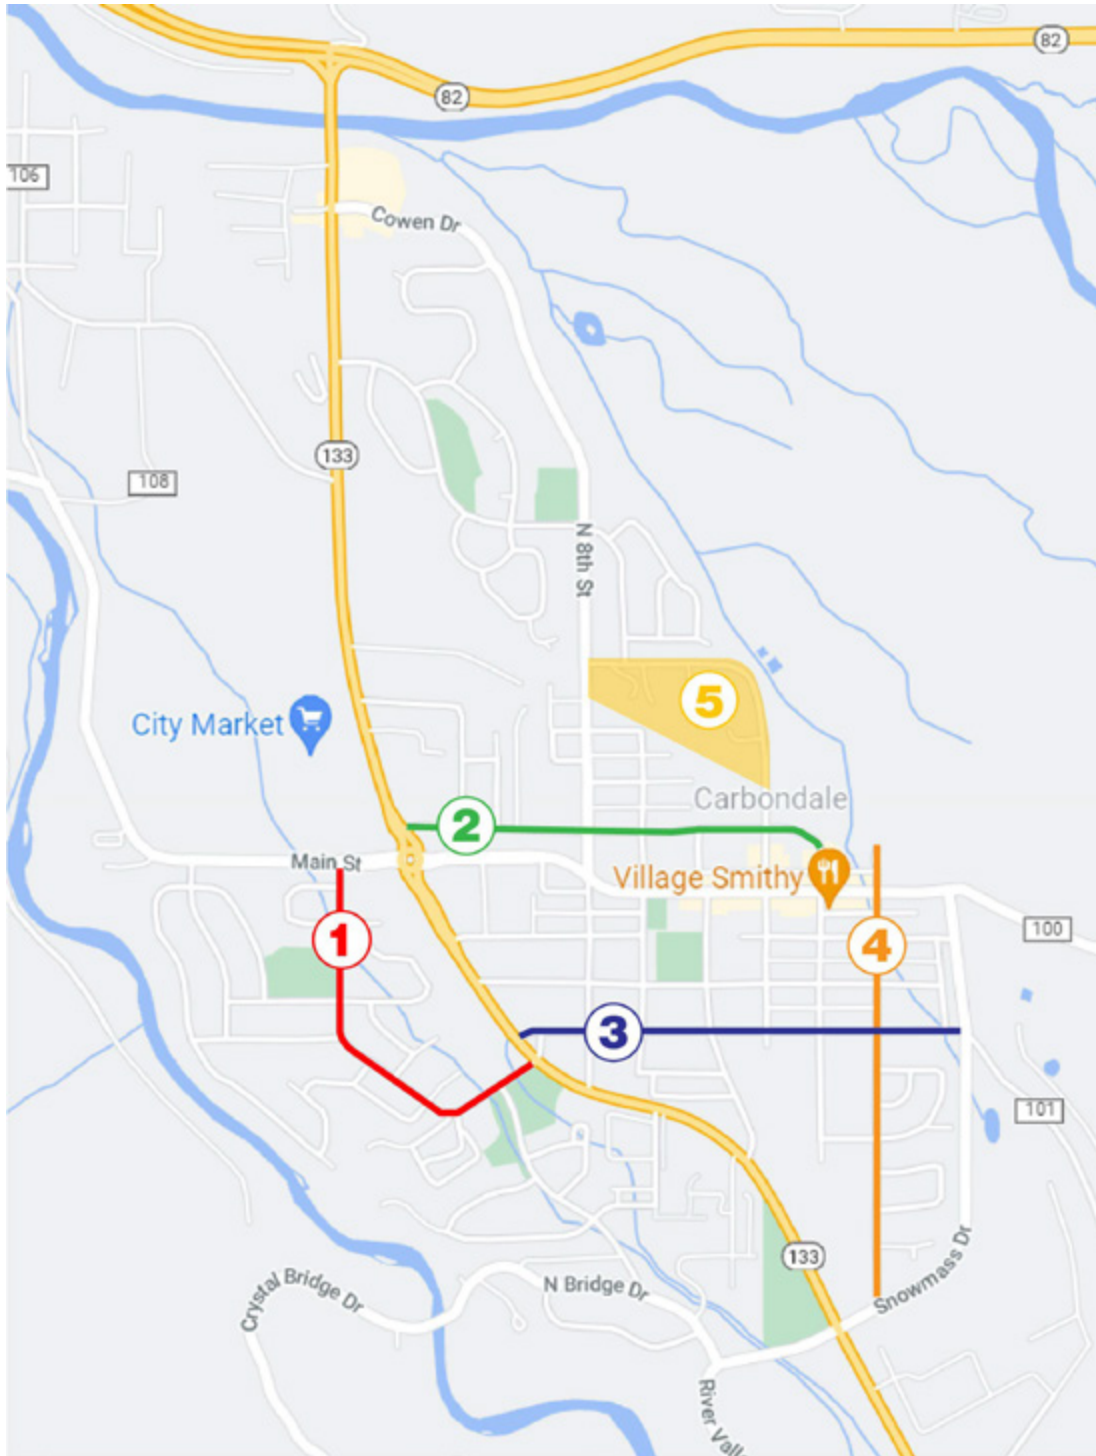 82
82
106
Cowen Dr
133
108
N 8th St
5
City Market
Carbondale
2
Main St
Village Smithy
1
4
100
3
101
133
Snowmass Dr
N Bridge Dr
Crystal Bridge Dr
River Valle